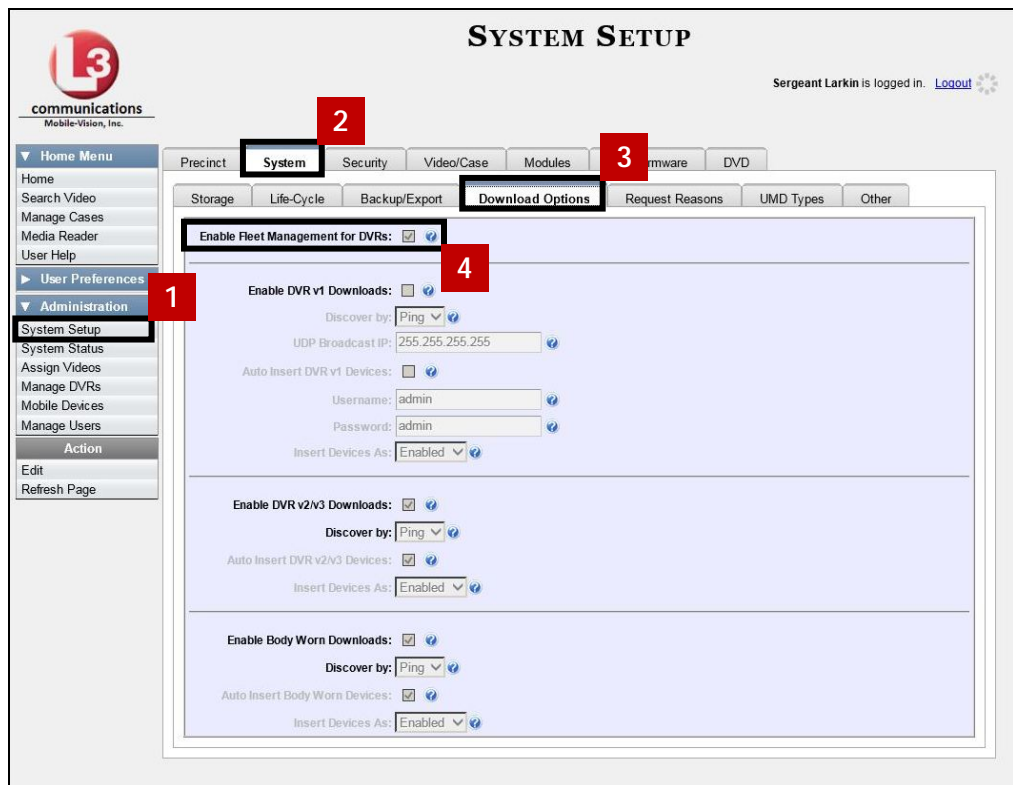 SYSTEM SETUP
L3
communications
Mobile-Vision, Inc.
Sergeant Larkin is logged in. Logout
2
3
▼ Home Menu
Home
Search Video
Manage Cases
Media Reader
User Help
► User Preferences
1
▼ Administration
System Setup
System Status
Assign Videos
Manage DVRs
Mobile Devices
Manage Users
Action
Edit
Refresh Page
Precinct System Security Video/Case Modules rmware DVD
Storage Life-Cycle Backup/Export Download Options Request Reasons UMD Types Other
Enable Fleet Management for DVRs: ?
4
Enable DVR v1 Downloads: ?
Discover by: Ping ?
UDP Broadcast IP: 255.255.255.255 ?
Auto Insert DVR v1 Devices: ?
Username: admin ?
Password: admin ?
Insert Devices As: Enabled ?
Enable DVR v2/v3 Downloads: ?
Discover by: Ping ?
Auto Insert DVR v2/v3 Devices: ?
Insert Devices As: Enabled ?
Enable Body Worn Downloads: ?
Discover by: Ping ?
Auto Insert Body Worn Devices: ?
Insert Devices As: Enabled ?